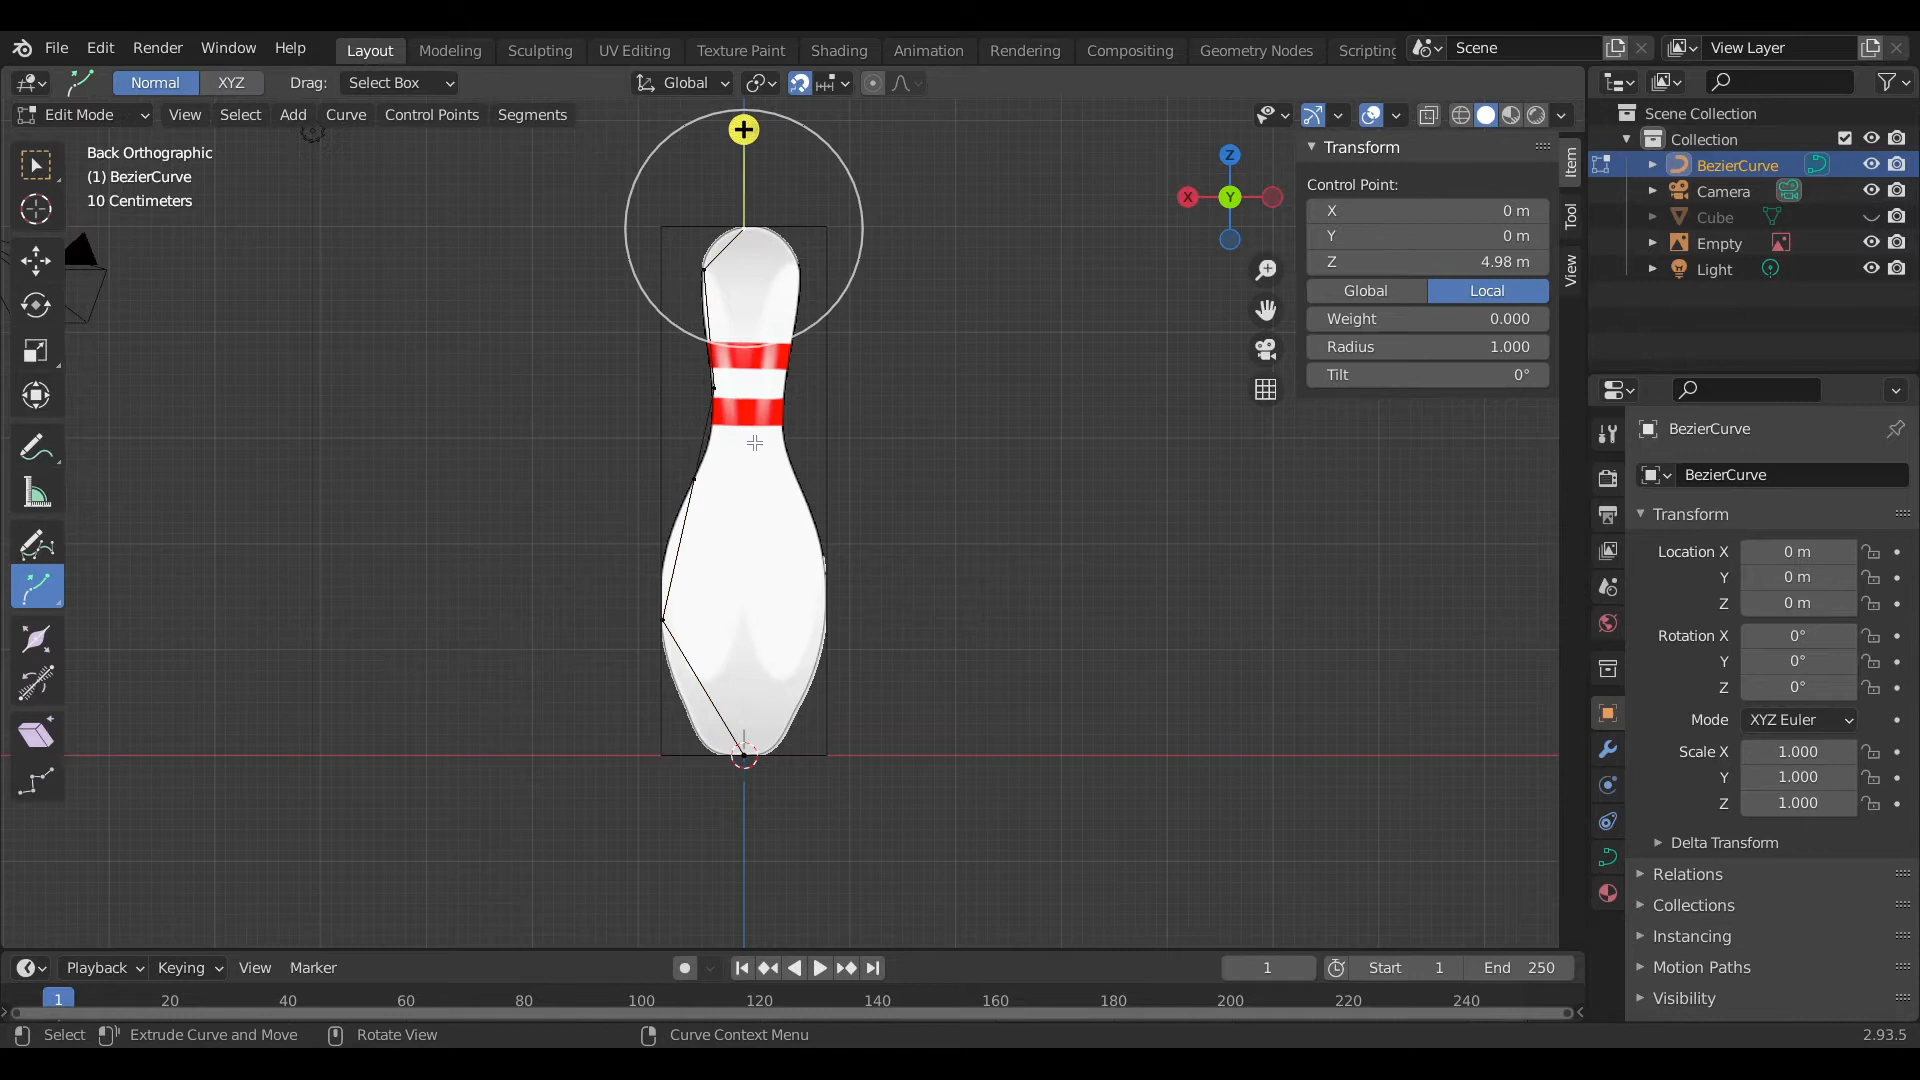 File Edit Render Window Help Layout Modeling Sculpting UV Editing Texture Paint Shading Animation Rendering Compositing Geometry Nodes Scripting Scene View Layer
Normal XYZ Drag: Select Box Global
Edit Mode View Select Add Curve Control Points Segments
Back Orthographic
(1) BezierCurve
10 Centimeters
Z
X
Y
Transform
Control Point:
X 0 m
Y 0 m
Z 4.98 m
Global Local
Weight 0.000
Radius 1.000
Tilt 0°
Item
Tool
View
Scene Collection
Collection
BezierCurve
Camera
Cube
Empty
Light
BezierCurve
BezierCurve
Transform
Location X 0 m
Y 0 m
Z 0 m
Rotation X 0°
Y 0°
Z 0°
Mode XYZ Euler
Scale X 1.000
Y 1.000
Z 1.000
Delta Transform
Relations
Collections
Instancing
Motion Paths
Visibility
Playback Keying View Marker 1 Start 1 End 250
1 20 40 60 80 100 120 140 160 180 200 220 240
Select Extrude Curve and Move Rotate View Curve Context Menu 2.93.5